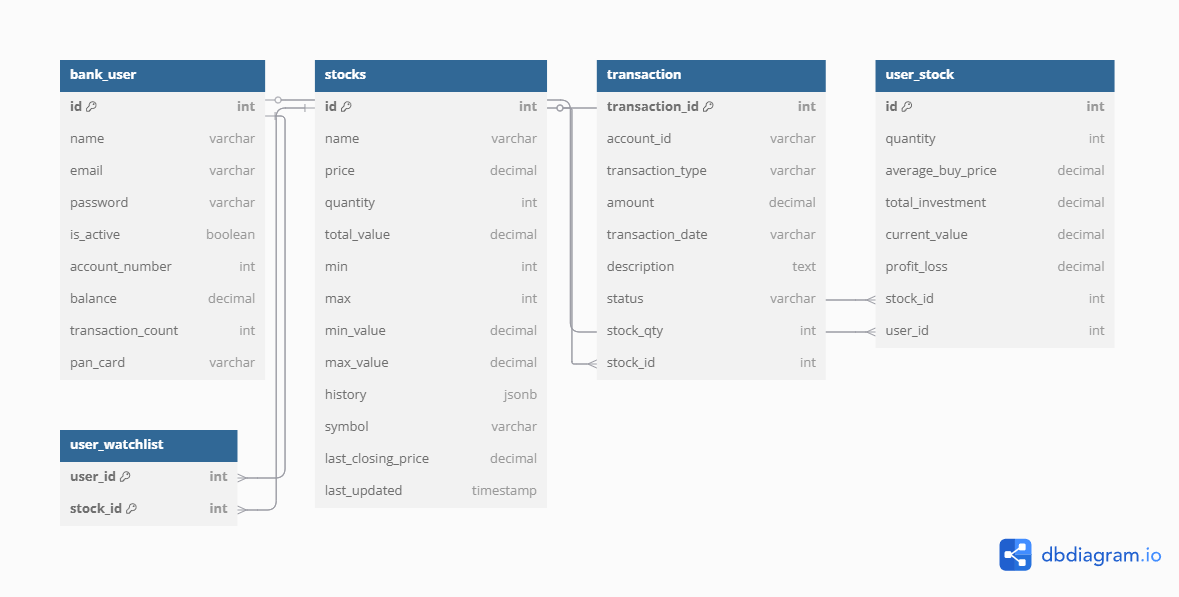 bank_user
id int
name varchar
email varchar
password varchar
is_active boolean
account_number int
balance decimal
transaction_count int
pan_card varchar
user_watchlist
user_id int
stock_id int
stocks
id int
name varchar
price decimal
quantity int
total_value decimal
min int
max int
min_value decimal
max_value decimal
history jsonb
symbol varchar
last_closing_price decimal
last_updated timestamp
transaction
transaction_id int
account_id varchar
transaction_type varchar
amount decimal
transaction_date varchar
description text
status varchar
stock_qty int
stock_id int
user_stock
id int
quantity int
average_buy_price decimal
total_investment decimal
current_value decimal
profit_loss decimal
stock_id int
user_id int
dbdiagram.io